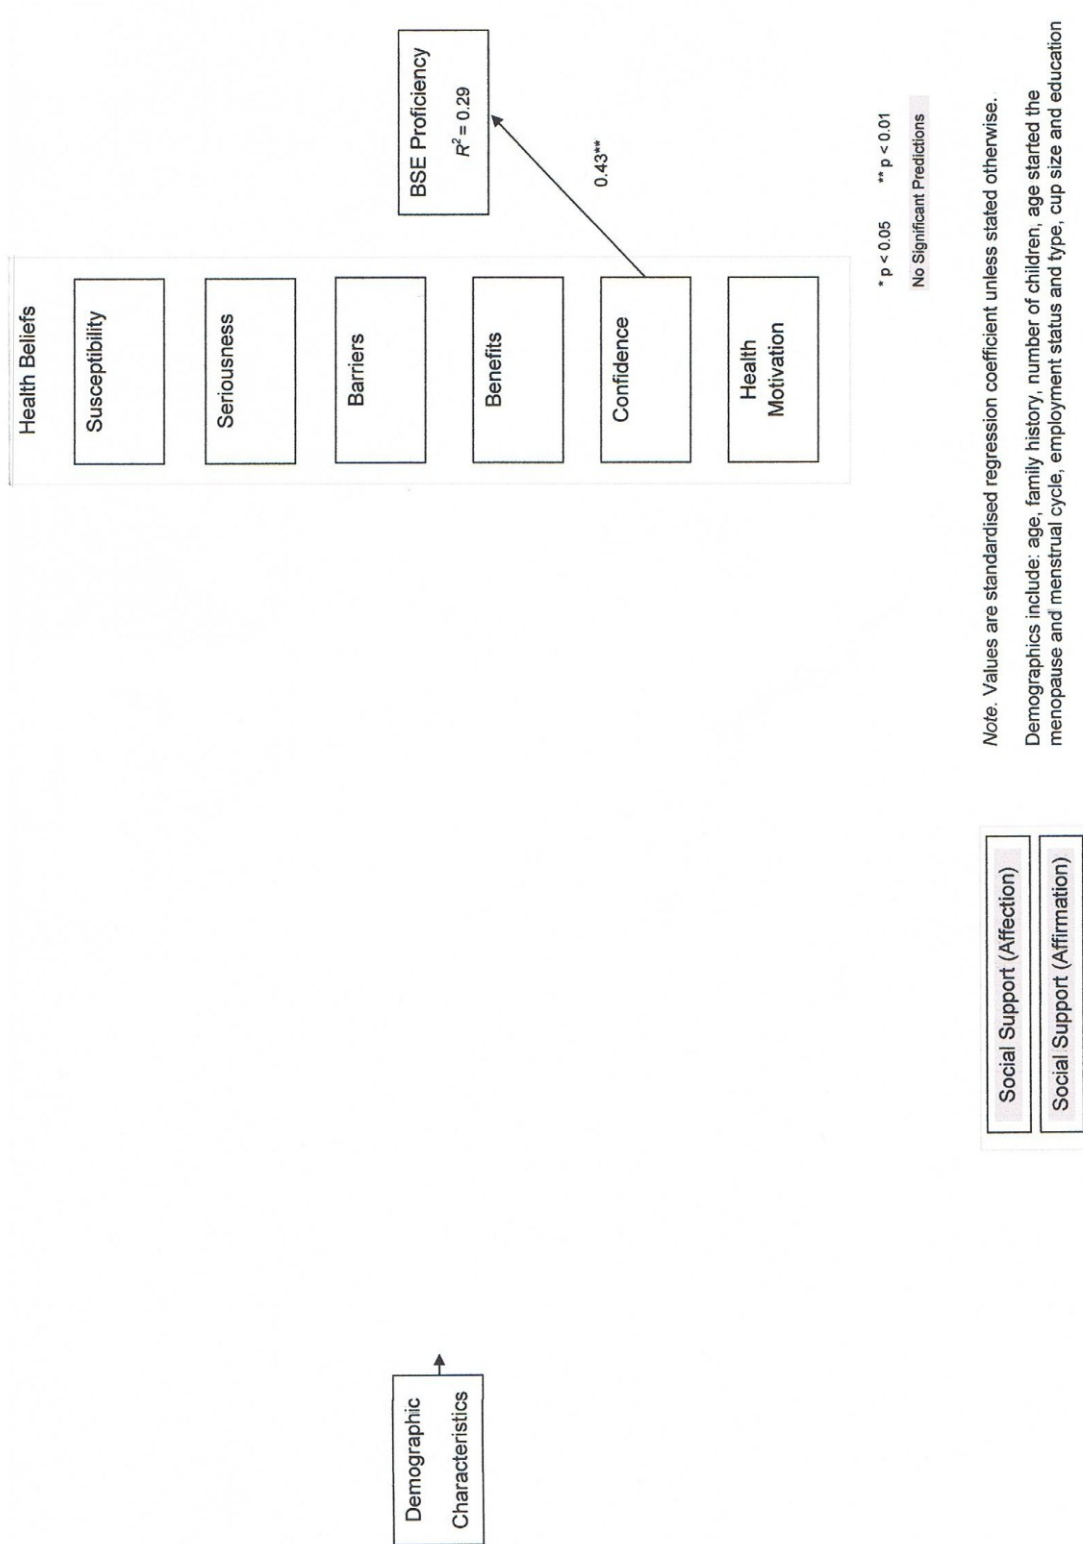 Health Beliefs
Susceptibility
Seriousness
Barriers
Benefits
Confidence
Health
Motivation
BSE Proficiency
R² = 0.29
0.43**
* p < 0.05 ** p < 0.01
No Significant Predictions
Demographic
Characteristics
Social Support (Affection)
Social Support (Affirmation)
Note. Values are standardised regression coefficient unless stated otherwise.
Demographics include: age, family history, number of children, age started the
menopause and menstrual cycle, employment status and type, cup size and education